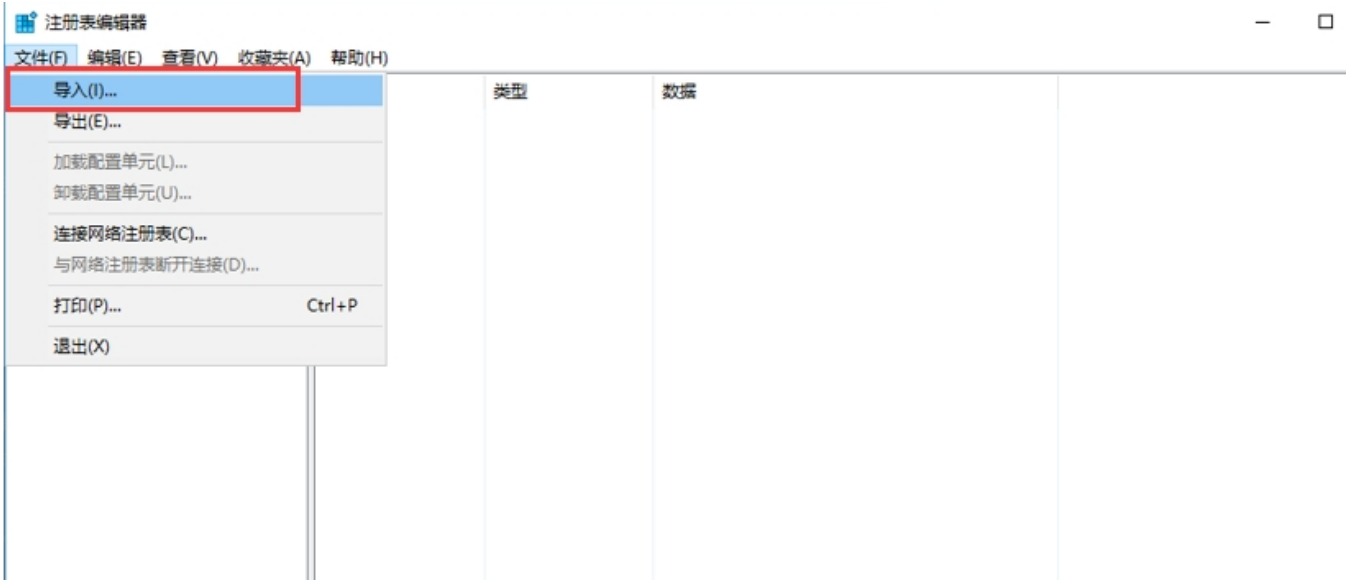 注册表编辑器
文件(F) 编辑(E) 查看(V) 收藏夹(A) 帮助(H)
导入(I)... 类型 数据
导出(E)...
加载配置单元(L)...
卸载配置单元(U)...
连接网络注册表(C)...
与网络注册表断开连接(D)...
打印(P)... Ctrl+P
退出(X)